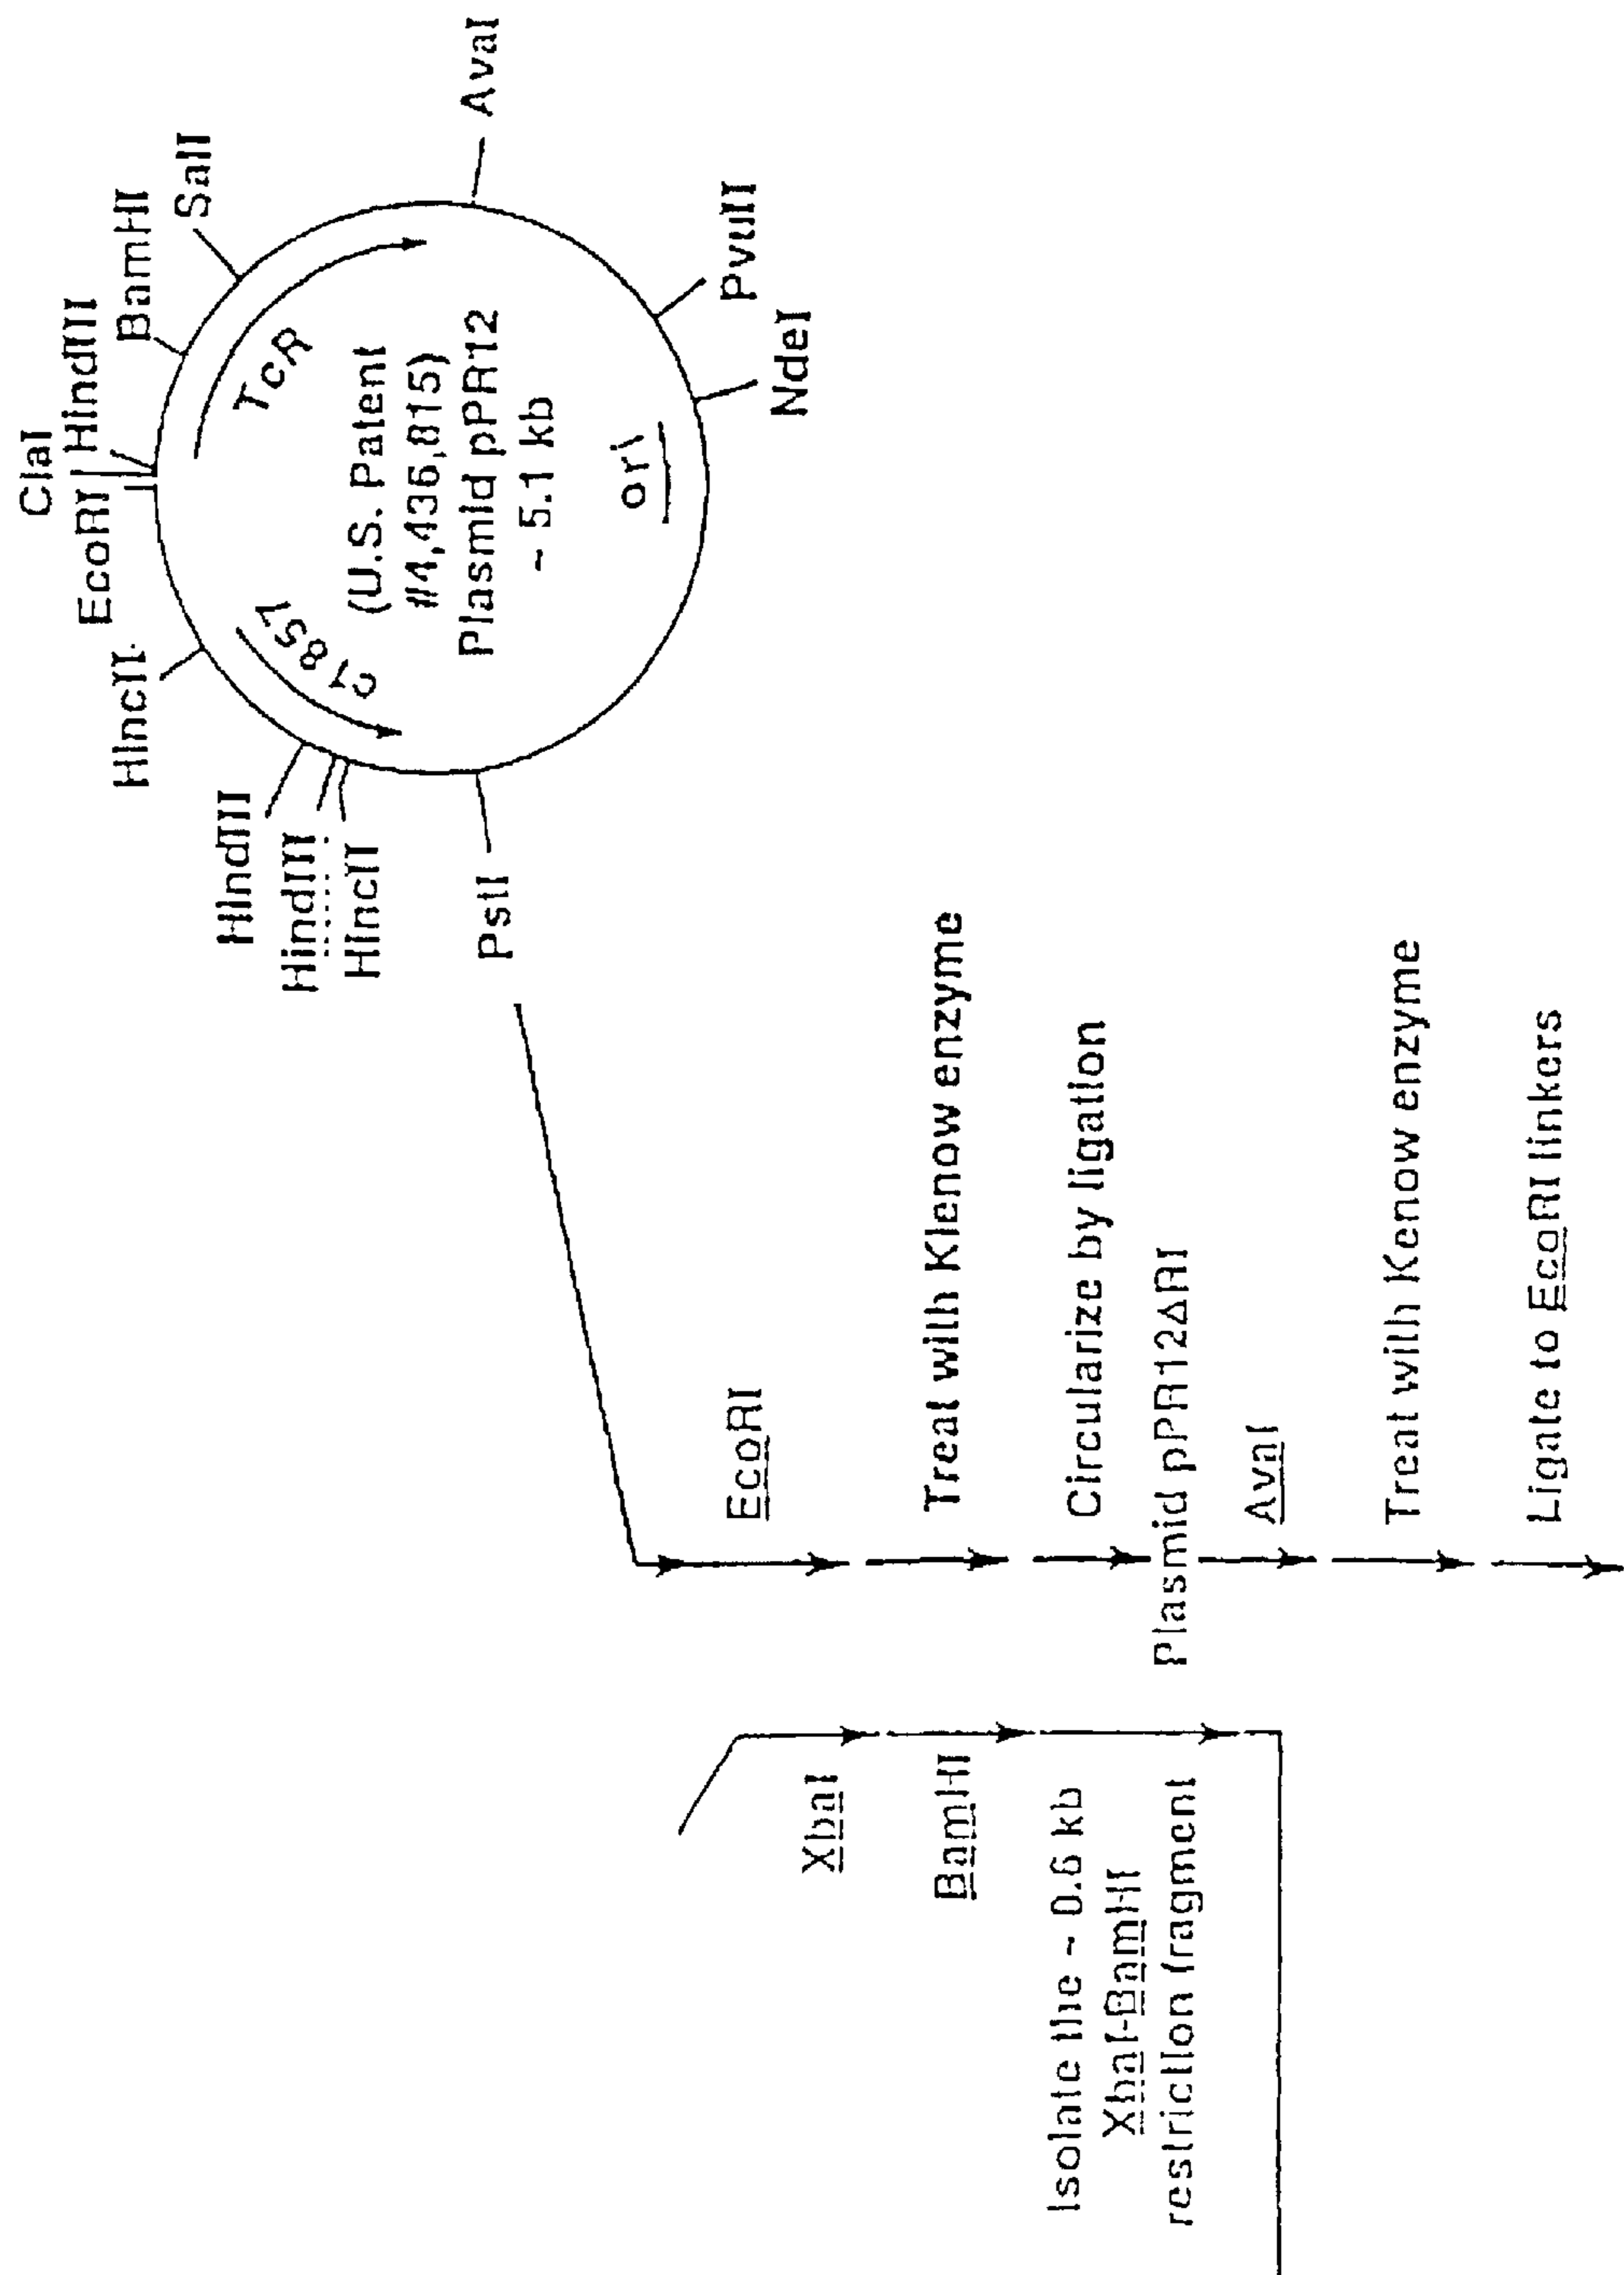 ClaI
EcoRI HindIII
HincII
BamHI
SalI
HindIII
HindIII
HincII
TcR
cI857
AvaI
(U.S. Patent
#4,436,815)
Plasmid pPR12
~ 5.1 kb
PstI
ori
PvuII
NdeI
XbaI
BamHI
Isolate the ~ 0.6 kb
XbaI-BamHI
restriction fragment
EcoRI
Treat with Klenow enzyme
Circularize by ligation
Plasmid pPR12ΔRI
AvaI
Treat with Kenow enzyme
Ligate to EcoRI linkers